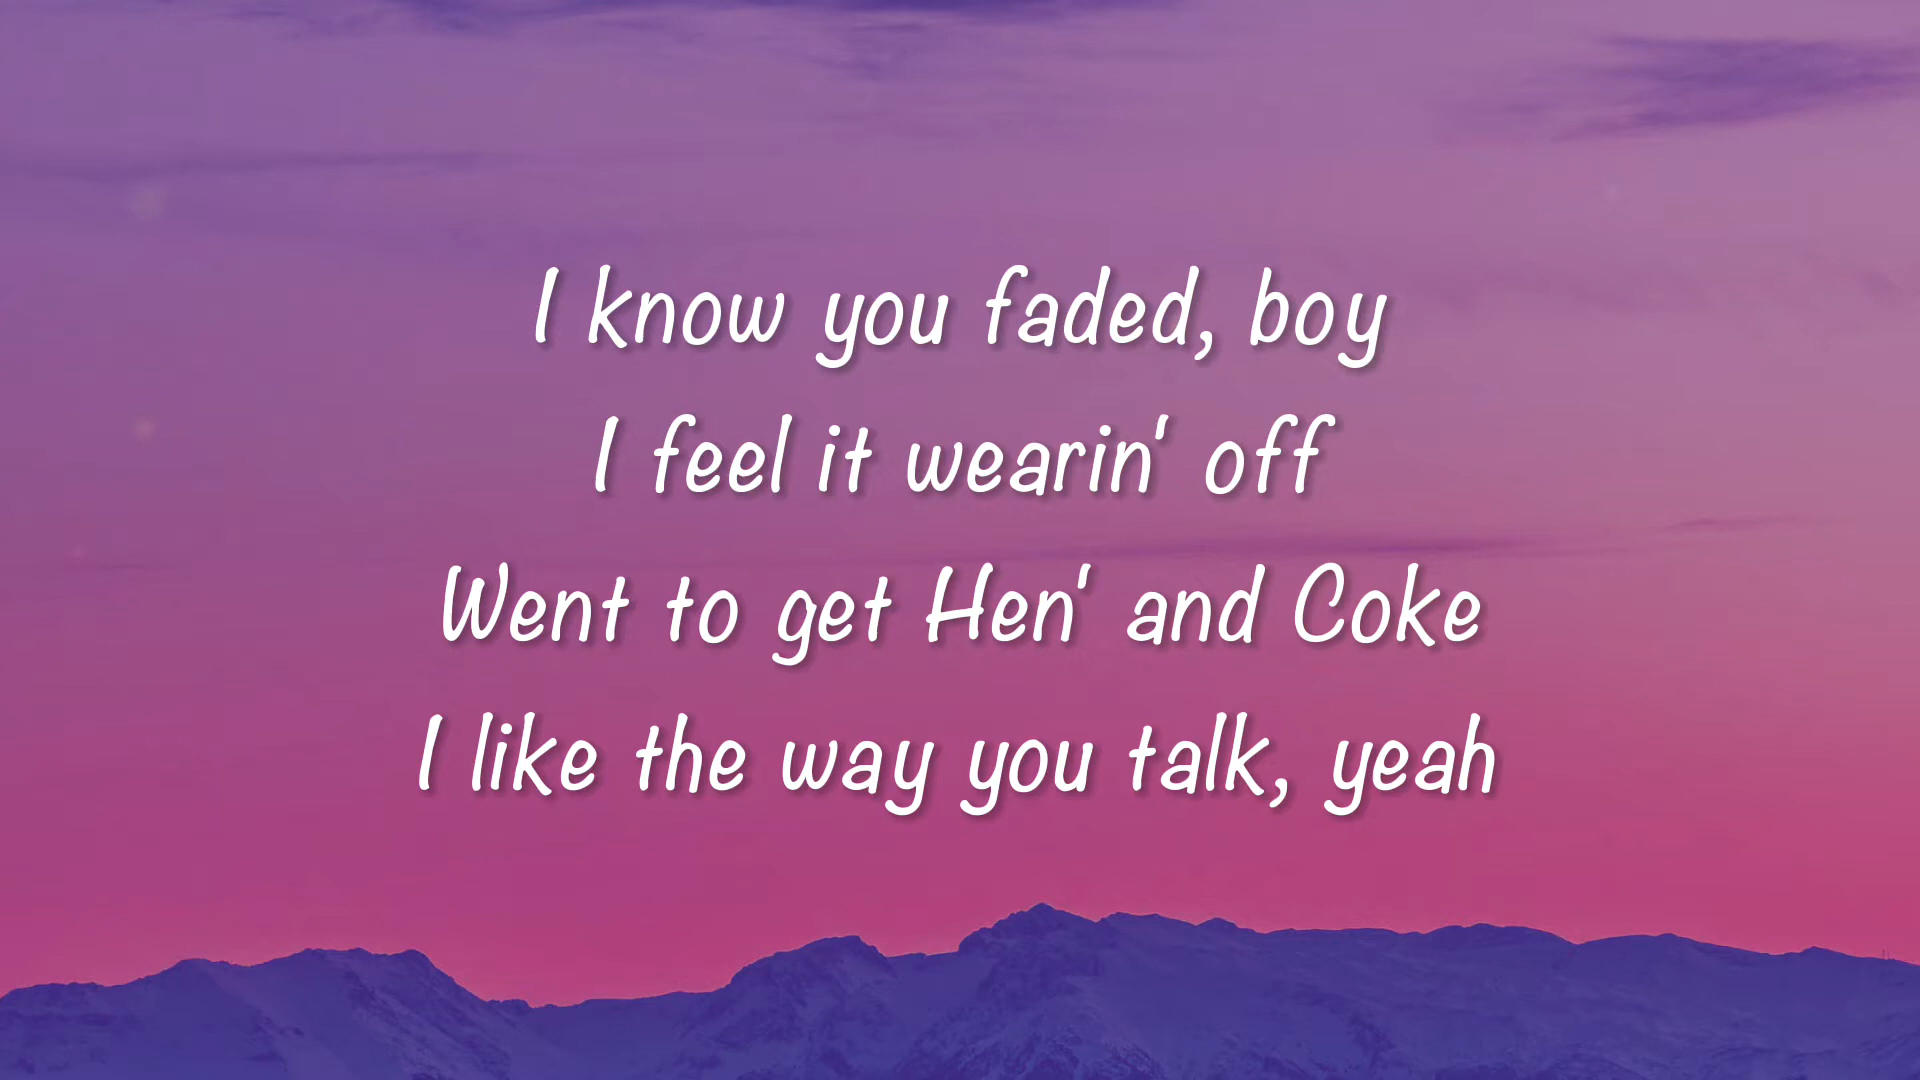 I know you faded, boy
I feel it wearin' off
Went to get Hen' and Coke
I like the way you talk, yeah